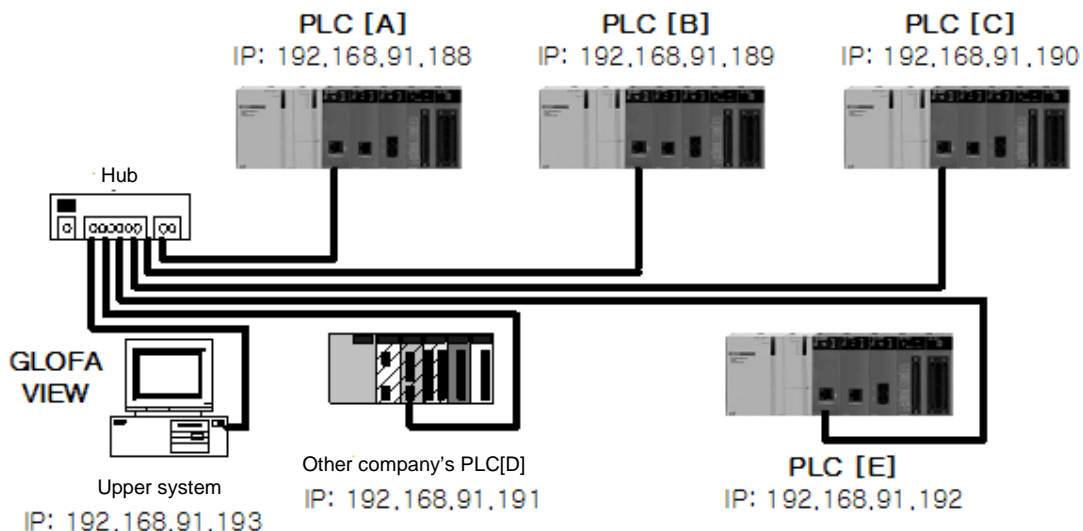 PLC [A]
IP: 192,168,91,188
PLC [B]
IP: 192,168,91,189
PLC [C]
IP: 192,168,91,190
Hub
GLOFA
VIEW
Upper system
IP: 192,168,91,193
Other company's PLC[D]
IP: 192,168,91,191
PLC [E]
IP: 192,168,91,192